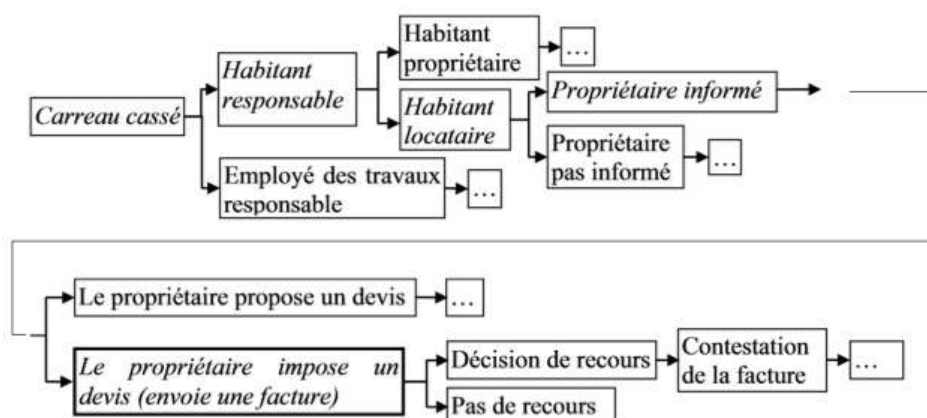 Habitant
propriétaire
…
Habitant
responsable
Propriétaire informé
Carreau cassé
Habitant
locataire
Propriétaire
pas informé
…
Employé des travaux
responsable
…
Le propriétaire propose un devis
…
Le propriétaire impose un
devis (envoie une facture)
Décision de recours
Contestation
de la facture
…
Pas de recours